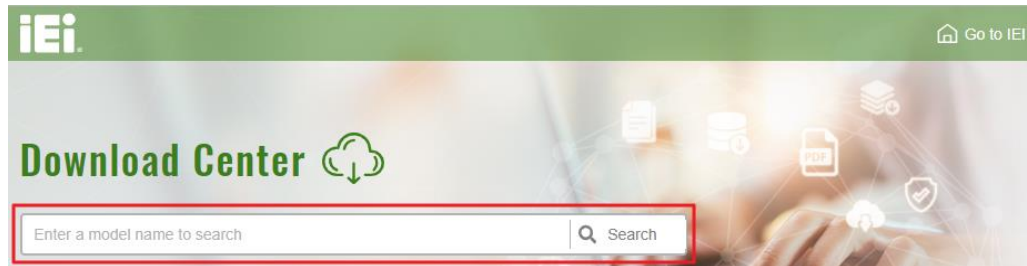 iEi.
Go to IEI
Download Center
PDF
Enter a model name to search
Search